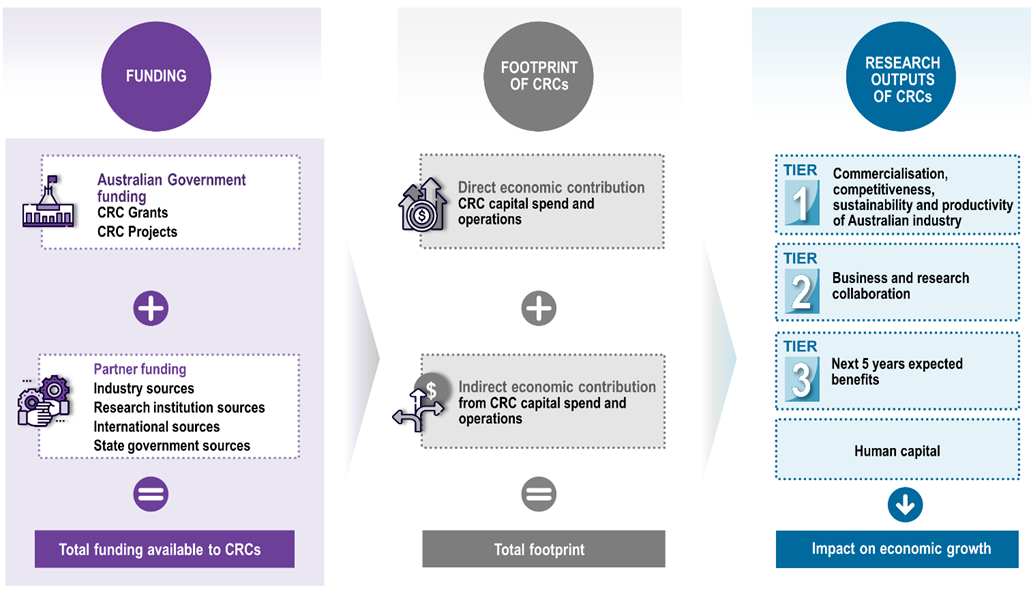 FUNDING
Australian Government
funding
CRC Grants
CRC Projects
+
Partner funding
Industry sources
Research institution sources
International sources
State government sources
=
Total funding available to CRCs
FOOTPRINT
OF CRCs
$
Direct economic contribution
CRC capital spend and
operations
+
$
Indirect economic contribution
from CRC capital spend and
operations
=
Total footprint
RESEARCH
OUTPUTS
OF CRCs
TIER
1
Commercialisation,
competitiveness,
sustainability and productivity
of Australian industry
TIER
2
Business and research
collaboration
TIER
3
Next 5 years expected
benefits
Human capital
Impact on economic growth